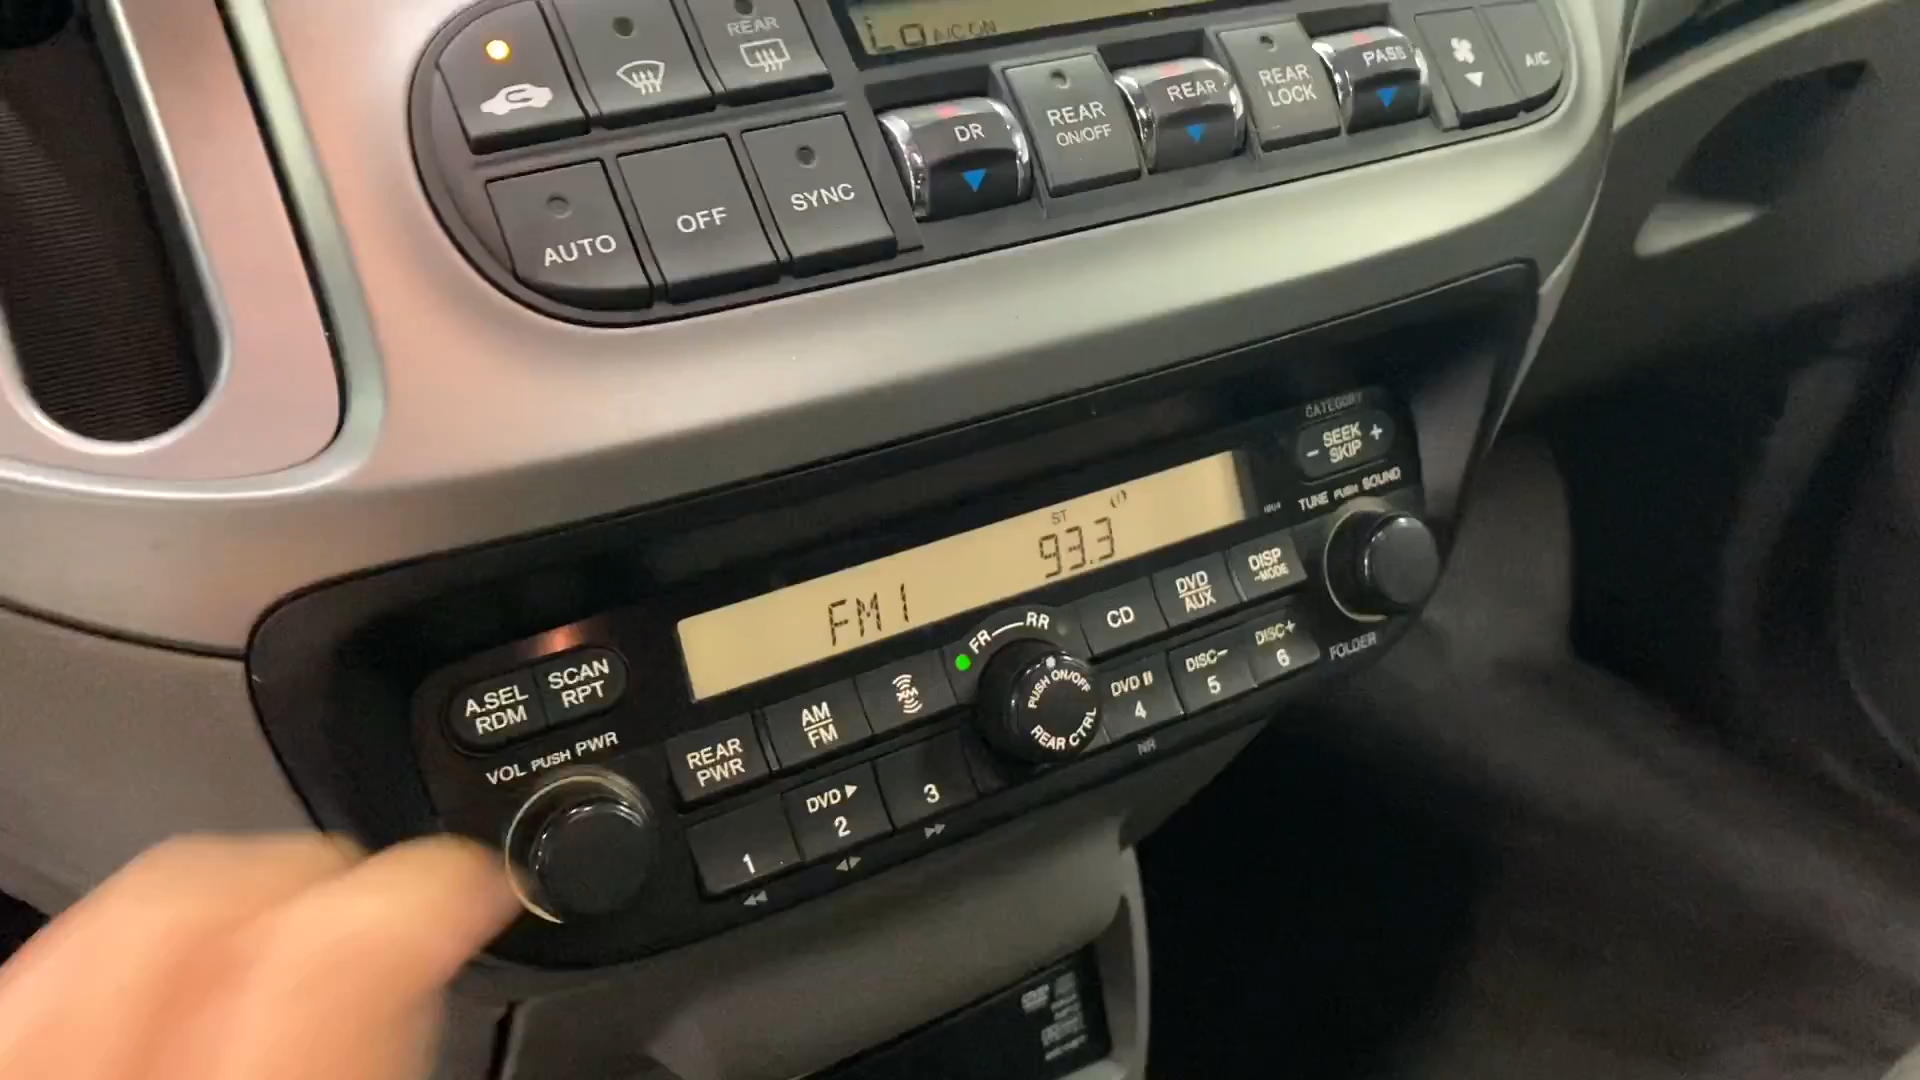 Lo A/C ON
REAR
DR
REAR
ON/OFF
REAR
REAR
LOCK
PASS
A/C
AUTO
OFF
SYNC
CATEGORY
- SEEK +
SKIP
TUNE PUSH SOUND
ST
93.3
FM1
FR RR
CD
DVD
AUX
DISP
-MODE
A.SEL
RDM
SCAN
RPT
VOL PUSH PWR
REAR
PWR
AM
FM
XM
PUSH ON/OFF
REAR CTRL
DVD II
4
DISC-
5
DISC+
6
FOLDER
NR
1
DVD ▶
2
3